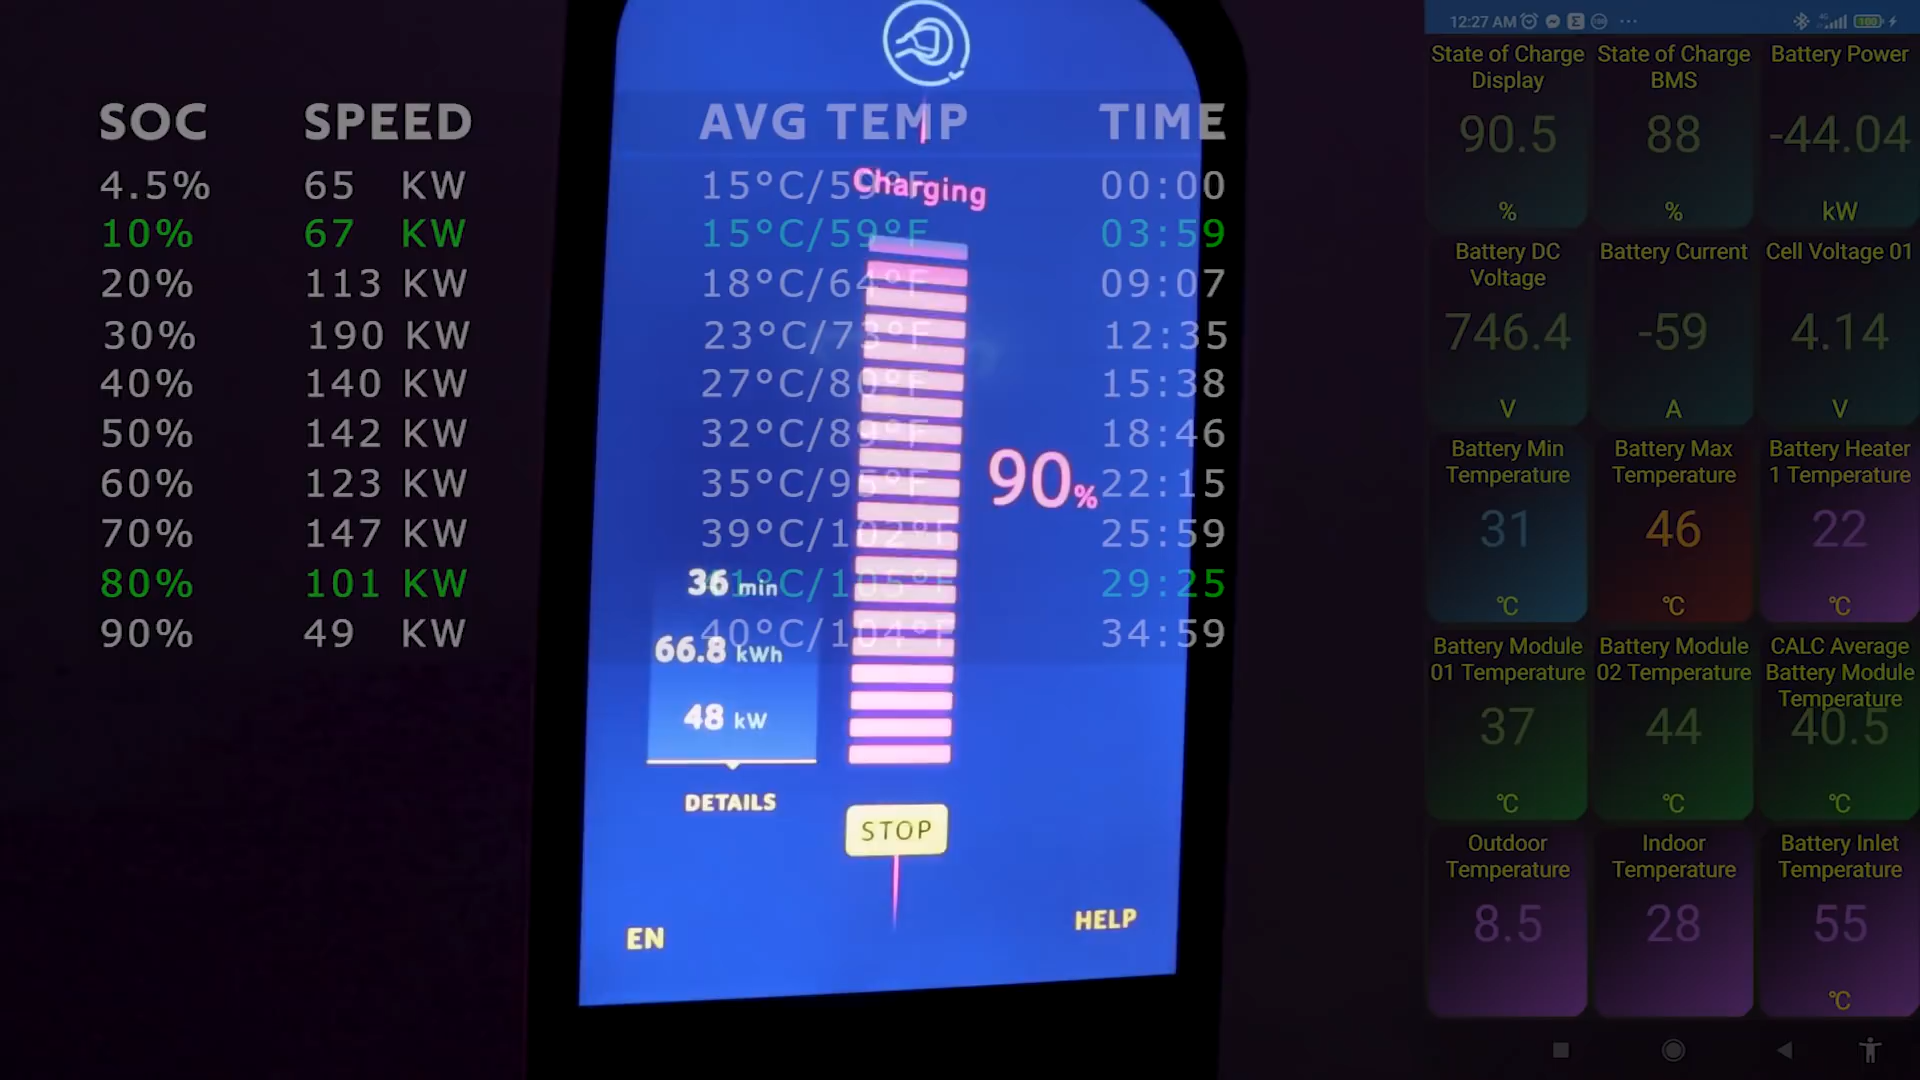 SOC SPEED AVG TEMP TIME
4.5% 65 KW 15°C/59°F 00:00
10% 67 KW 15°C/59°F 03:59
20% 113 KW 18°C/64°F 09:07
30% 190 KW 23°C/73°F 12:35
40% 140 KW 27°C/80°F 15:38
50% 142 KW 32°C/89°F 18:46
60% 123 KW 35°C/95°F 22:15
70% 147 KW 39°C/102°F 25:59
80% 101 KW 41°C/105°F 29:25
90% 49 KW 40°C/104°F 34:59
Charging
90%
36 min
66.8 kWh
48 kW
DETAILS
STOP
EN
HELP
12:27 AM
100
State of Charge Display
90.5
%
State of Charge BMS
88
%
Battery Power
-44.04
kW
Battery DC Voltage
746.4
V
Battery Current
-59
A
Cell Voltage 01
4.14
V
Battery Min Temperature
31
°C
Battery Max Temperature
46
°C
Battery Heater 1 Temperature
22
°C
Battery Module 01 Temperature
37
°C
Battery Module 02 Temperature
44
°C
CALC Average Battery Module Temperature
40.5
°C
Outdoor Temperature
8.5
Indoor Temperature
28
Battery Inlet Temperature
55
°C